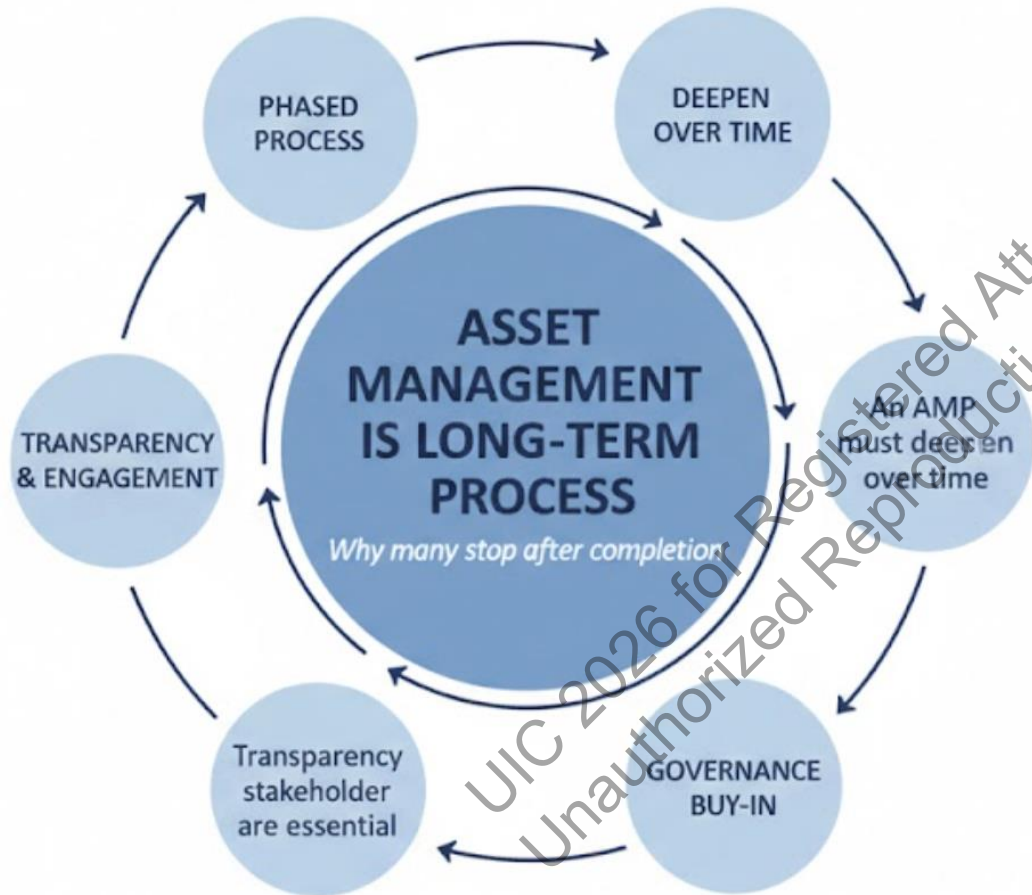 PHASED
PROCESS
DEEPEN
OVER TIME
An AMP
must deepen
over time
GOVERNANCE
BUY-IN
Transparency
stakeholder
are essential
TRANSPARENCY
& ENGAGEMENT
ASSET
MANAGEMENT
IS LONG-TERM
PROCESS
Why many stop after completion
UIC 2026 for Registered Att
Unauthorized Reproducti